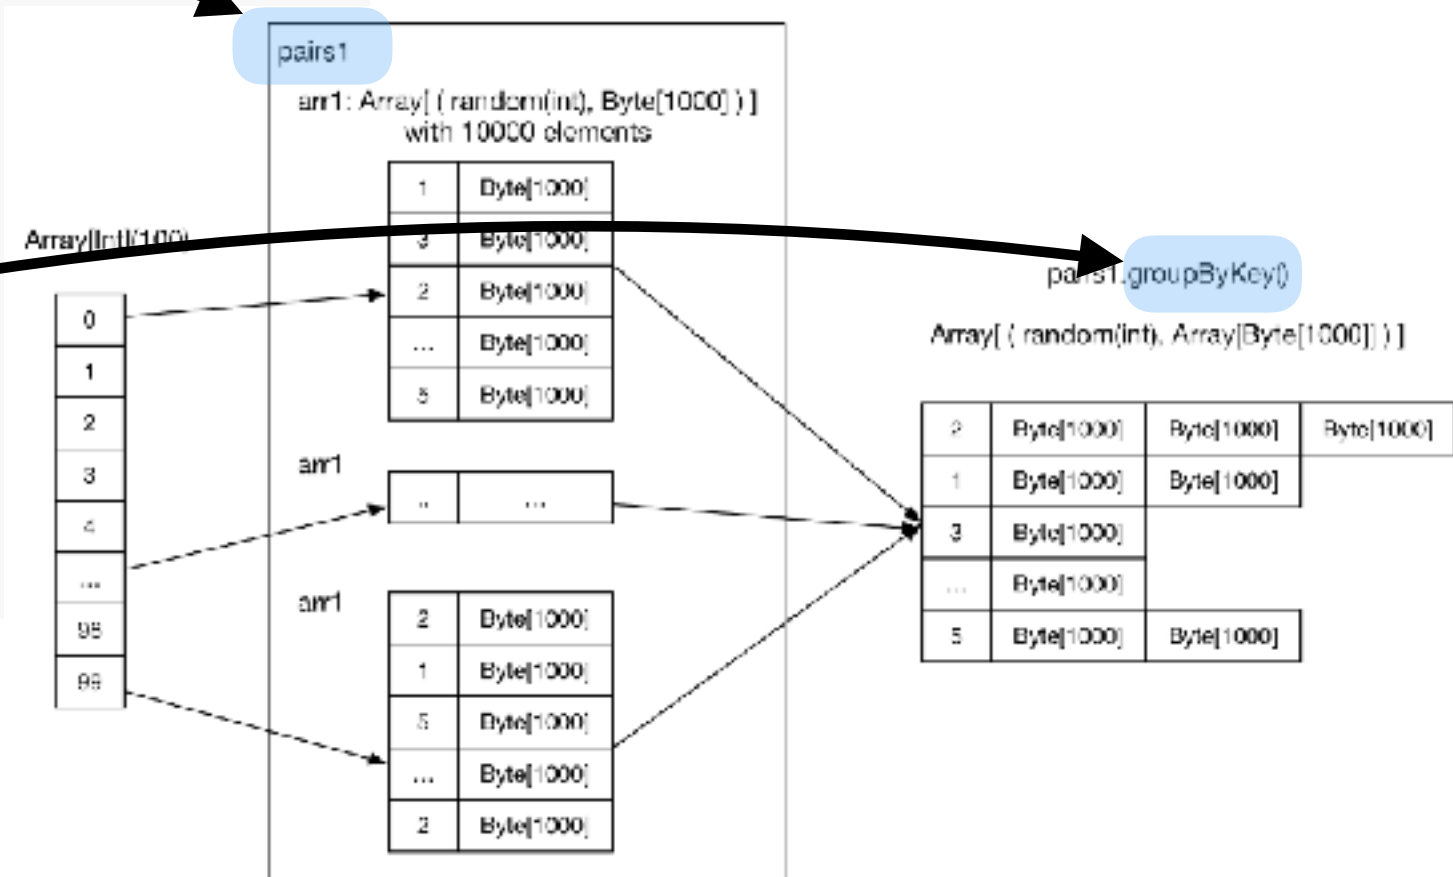 pairs1
arr1: Array[ ( random(int), Byte[1000] ) ]
with 10000 elements
1 Byte[1000]
3 Byte[1000]
2 Byte[1000]
... Byte[1000]
5 Byte[1000]
Array[Int](100)
0
1
2
3
4
...
98
99
arr1
.. ...
arr1
2 Byte[1000]
1 Byte[1000]
5 Byte[1000]
... Byte[1000]
2 Byte[1000]
pairs1.groupByKey()
Array[ ( random(int), Array[Byte[1000]] ) ]
2 Byte[1000] Byte[1000] Byte[1000]
1 Byte[1000] Byte[1000]
3 Byte[1000]
... Byte[1000]
5 Byte[1000] Byte[1000]